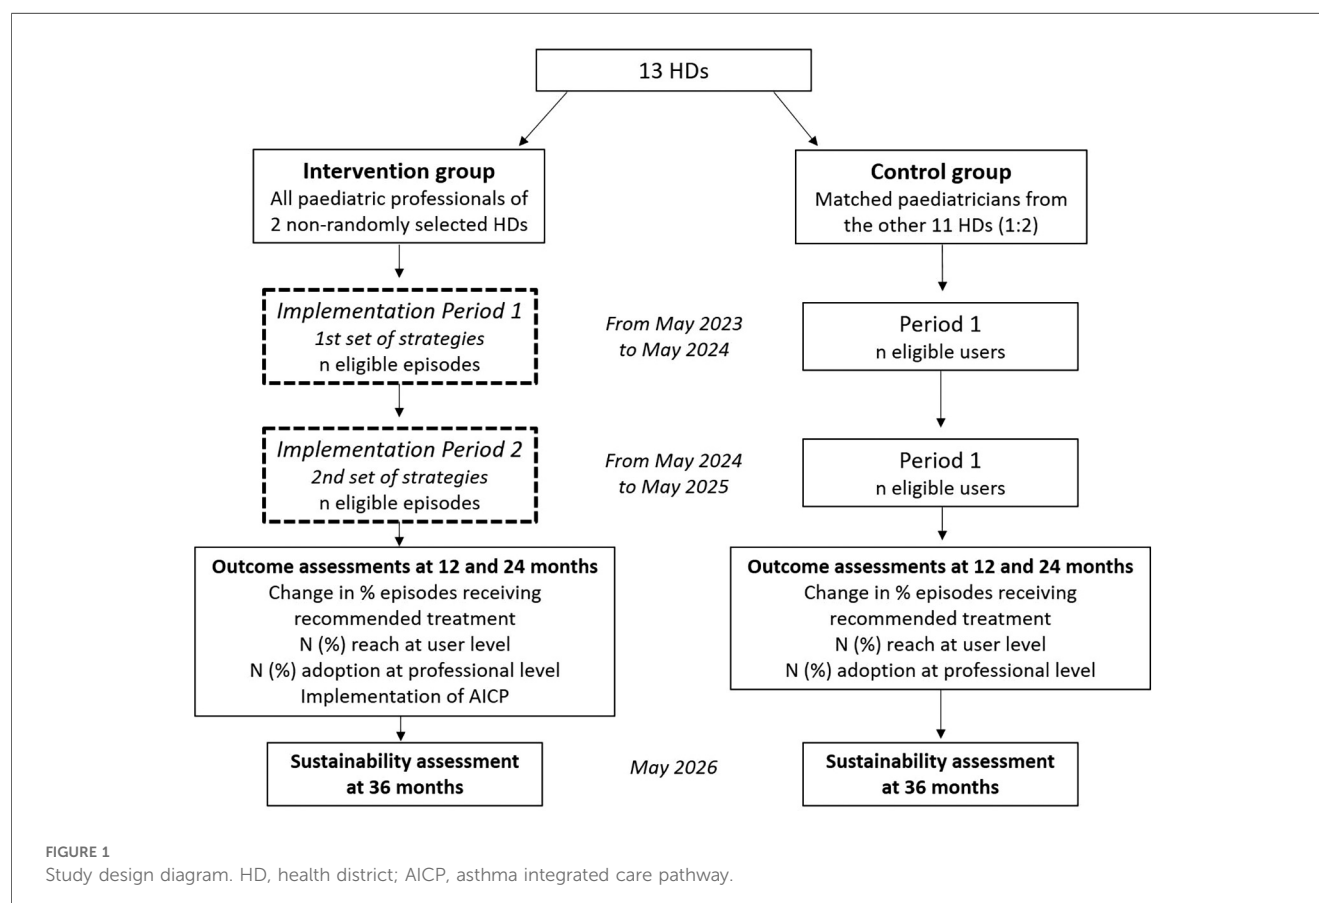 13 HDs
Intervention group
All paediatric professionals of
2 non-randomly selected HDs
Control group
Matched paediatricians from
the other 11 HDs (1:2)
Implementation Period 1
1st set of strategies
n eligible episodes
From May 2023
to May 2024
Period 1
n eligible users
Implementation Period 2
2nd set of strategies
n eligible episodes
From May 2024
to May 2025
Period 1
n eligible users
Outcome assessments at 12 and 24 months
Change in % episodes receiving
recommended treatment
N (%) reach at user level
N (%) adoption at professional level
Implementation of AICP
Outcome assessments at 12 and 24 months
Change in % episodes receiving
recommended treatment
N (%) reach at user level
N (%) adoption at professional level
Sustainability assessment
at 36 months
May 2026
Sustainability assessment
at 36 months
FIGURE 1
Study design diagram. HD, health district; AICP, asthma integrated care pathway.